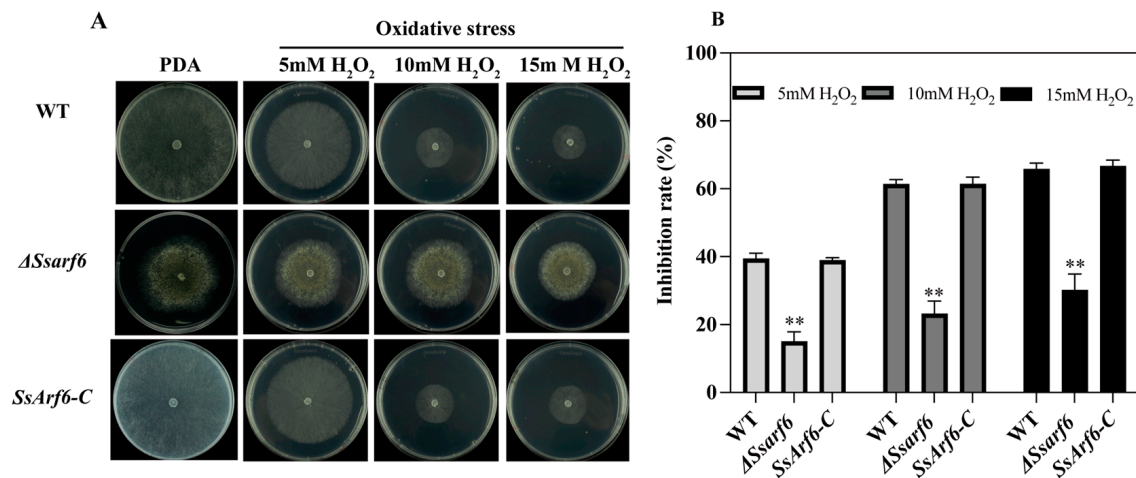 A
Oxidative stress
PDA 5mM H₂O₂ 10mM H₂O₂ 15m M H₂O₂
WT
ΔSsarf6
SsArf6-C
B
Inhibition rate (%)
100
80
60
40
20
0
5mM H₂O₂ 10mM H₂O₂ 15mM H₂O₂
** ** **
WT ΔSsarf6 SsArf6-C WT ΔSsarf6 SsArf6-C WT ΔSsarf6 SsArf6-C